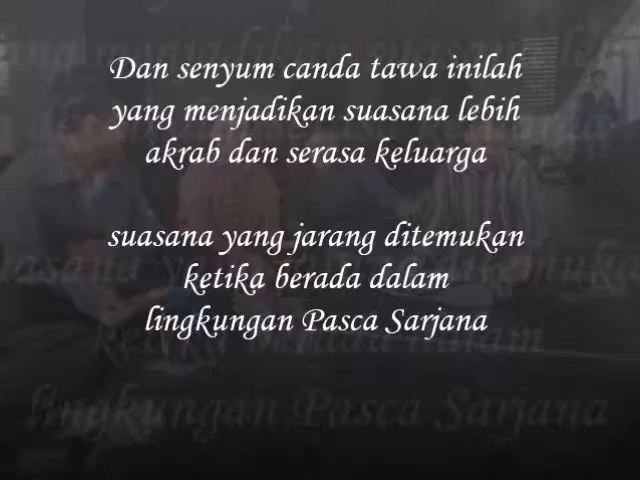 Dan senyum canda tawa inilah
yang menjadikan suasana lebih
akrab dan serasa keluarga
suasana yang jarang ditemukan
ketika berada dalam
lingkungan Pasca Sarjana